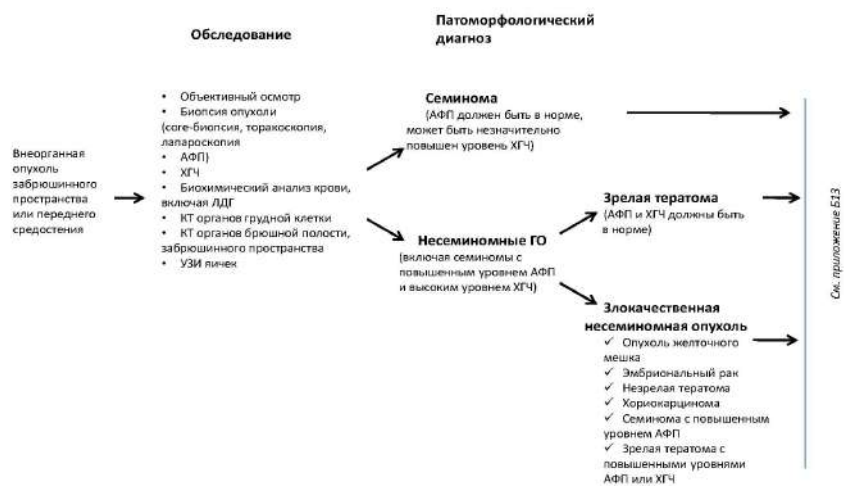 Обследование
Патоморфологический
диагноз
Внеорганная
опухоль
забрюшинного
пространства
или переднего
средостения
• Объективный осмотр
• Биопсия опухоли
(core-биопсия, торакоскопия,
лапароскопия
• АФП)
• ХГЧ
• Биохимический анализ крови,
включая ЛДГ
• КТ органов грудной клетки
• КТ органов брюшной полости,
забрюшинного пространства
• УЗИ яичек
Семинома
(АФП должен быть в норме,
может быть незначительно
повышен уровень ХГЧ)
Несеминомные ГО
(включая семиномы с
повышенным уровнем АФП
и высоким уровнем ХГЧ)
Зрелая тератома
(АФП и ХГЧ должны быть
в норме)
Злокачественная
несеминомная опухоль
✓ Опухоль желточного
мешка
✓ Эмбриональный рак
✓ Незрелая тератома
✓ Хориокарцинома
✓ Семинома с повышенным
уровнем АФП
✓ Зрелая тератома с
повышенными уровнями
АФП или ХГЧ
См. приложение Б13